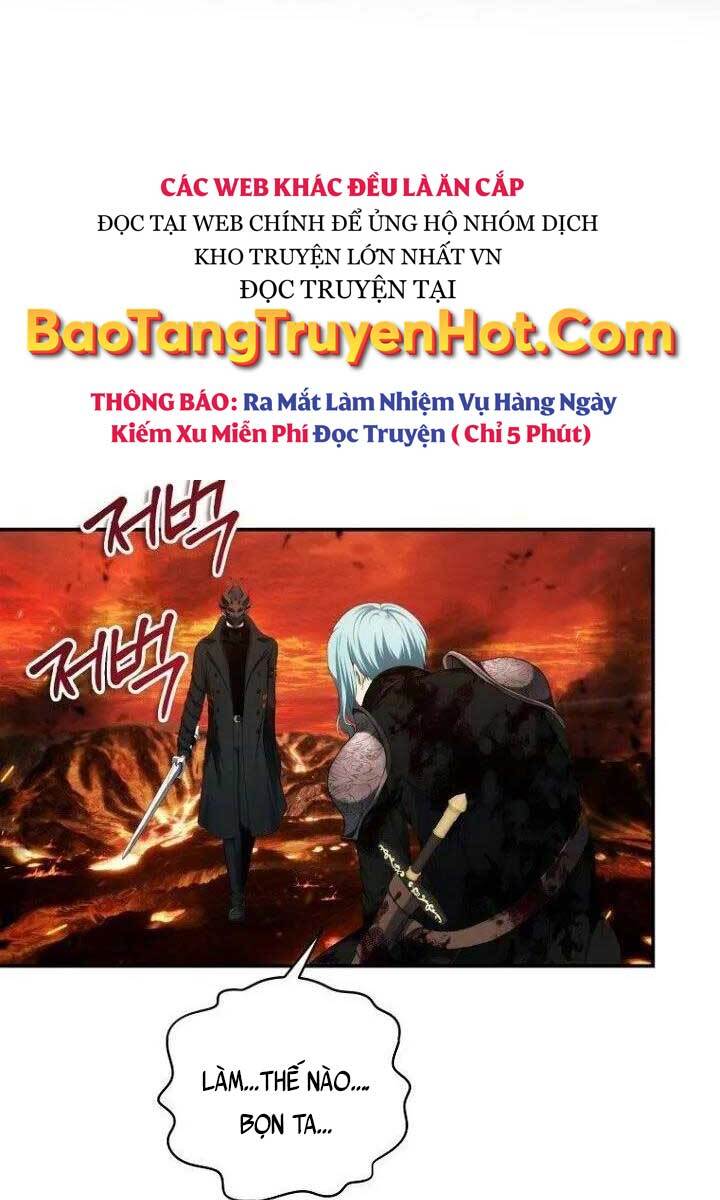 CÁC WEB KHÁC ĐỀU LÀ ĂN CẮP
ĐỌC TẠI WEB CHÍNH ĐỂ ỦNG HỘ NHÓM DỊCH
KHO TRUYỆN LỚN NHẤT VN
ĐỌC TRUYỆN TẠI
BaoTangTruyenHot.Com
THÔNG BÁO: Ra Mắt Làm Nhiệm Vụ Hàng Ngày
Kiếm Xu Miễn Phí Đọc Truyện ( Chỉ 5 Phút)
저벅
저벅
LÀM...THẾ NÀO....
BỌN TA...